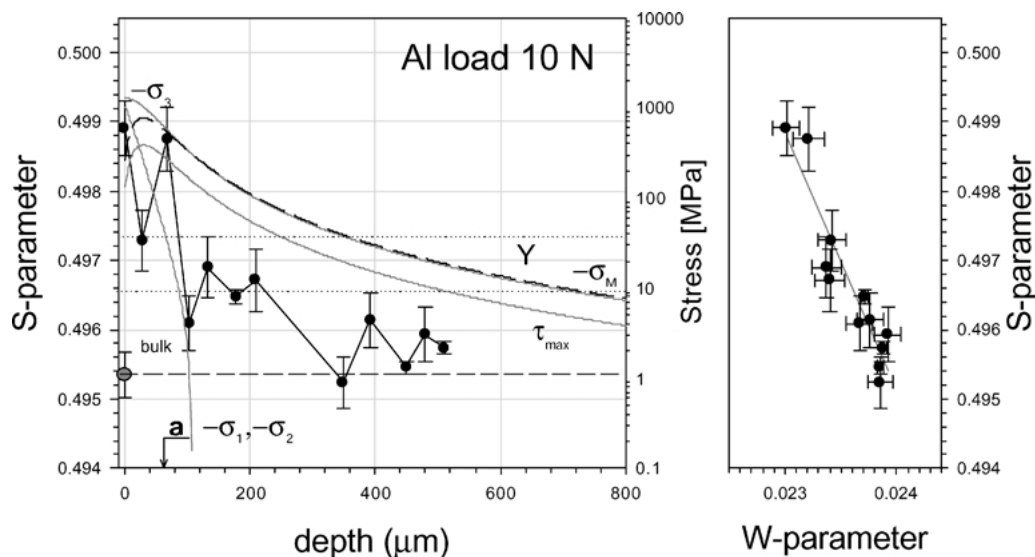 Al load 10 N
S-parameter
0.500
0.499
0.498
0.497
0.496
0.495
0.494
−σ₃
Y
−σ_M
τ_max
bulk
a
−σ₁,−σ₂
0
200
400
600
800
depth (μm)
10000
1000
100
10
1
0.1
Stress [MPa]
0.500
0.499
0.498
0.497
0.496
0.495
0.494
S-parameter
0.023
0.024
W-parameter